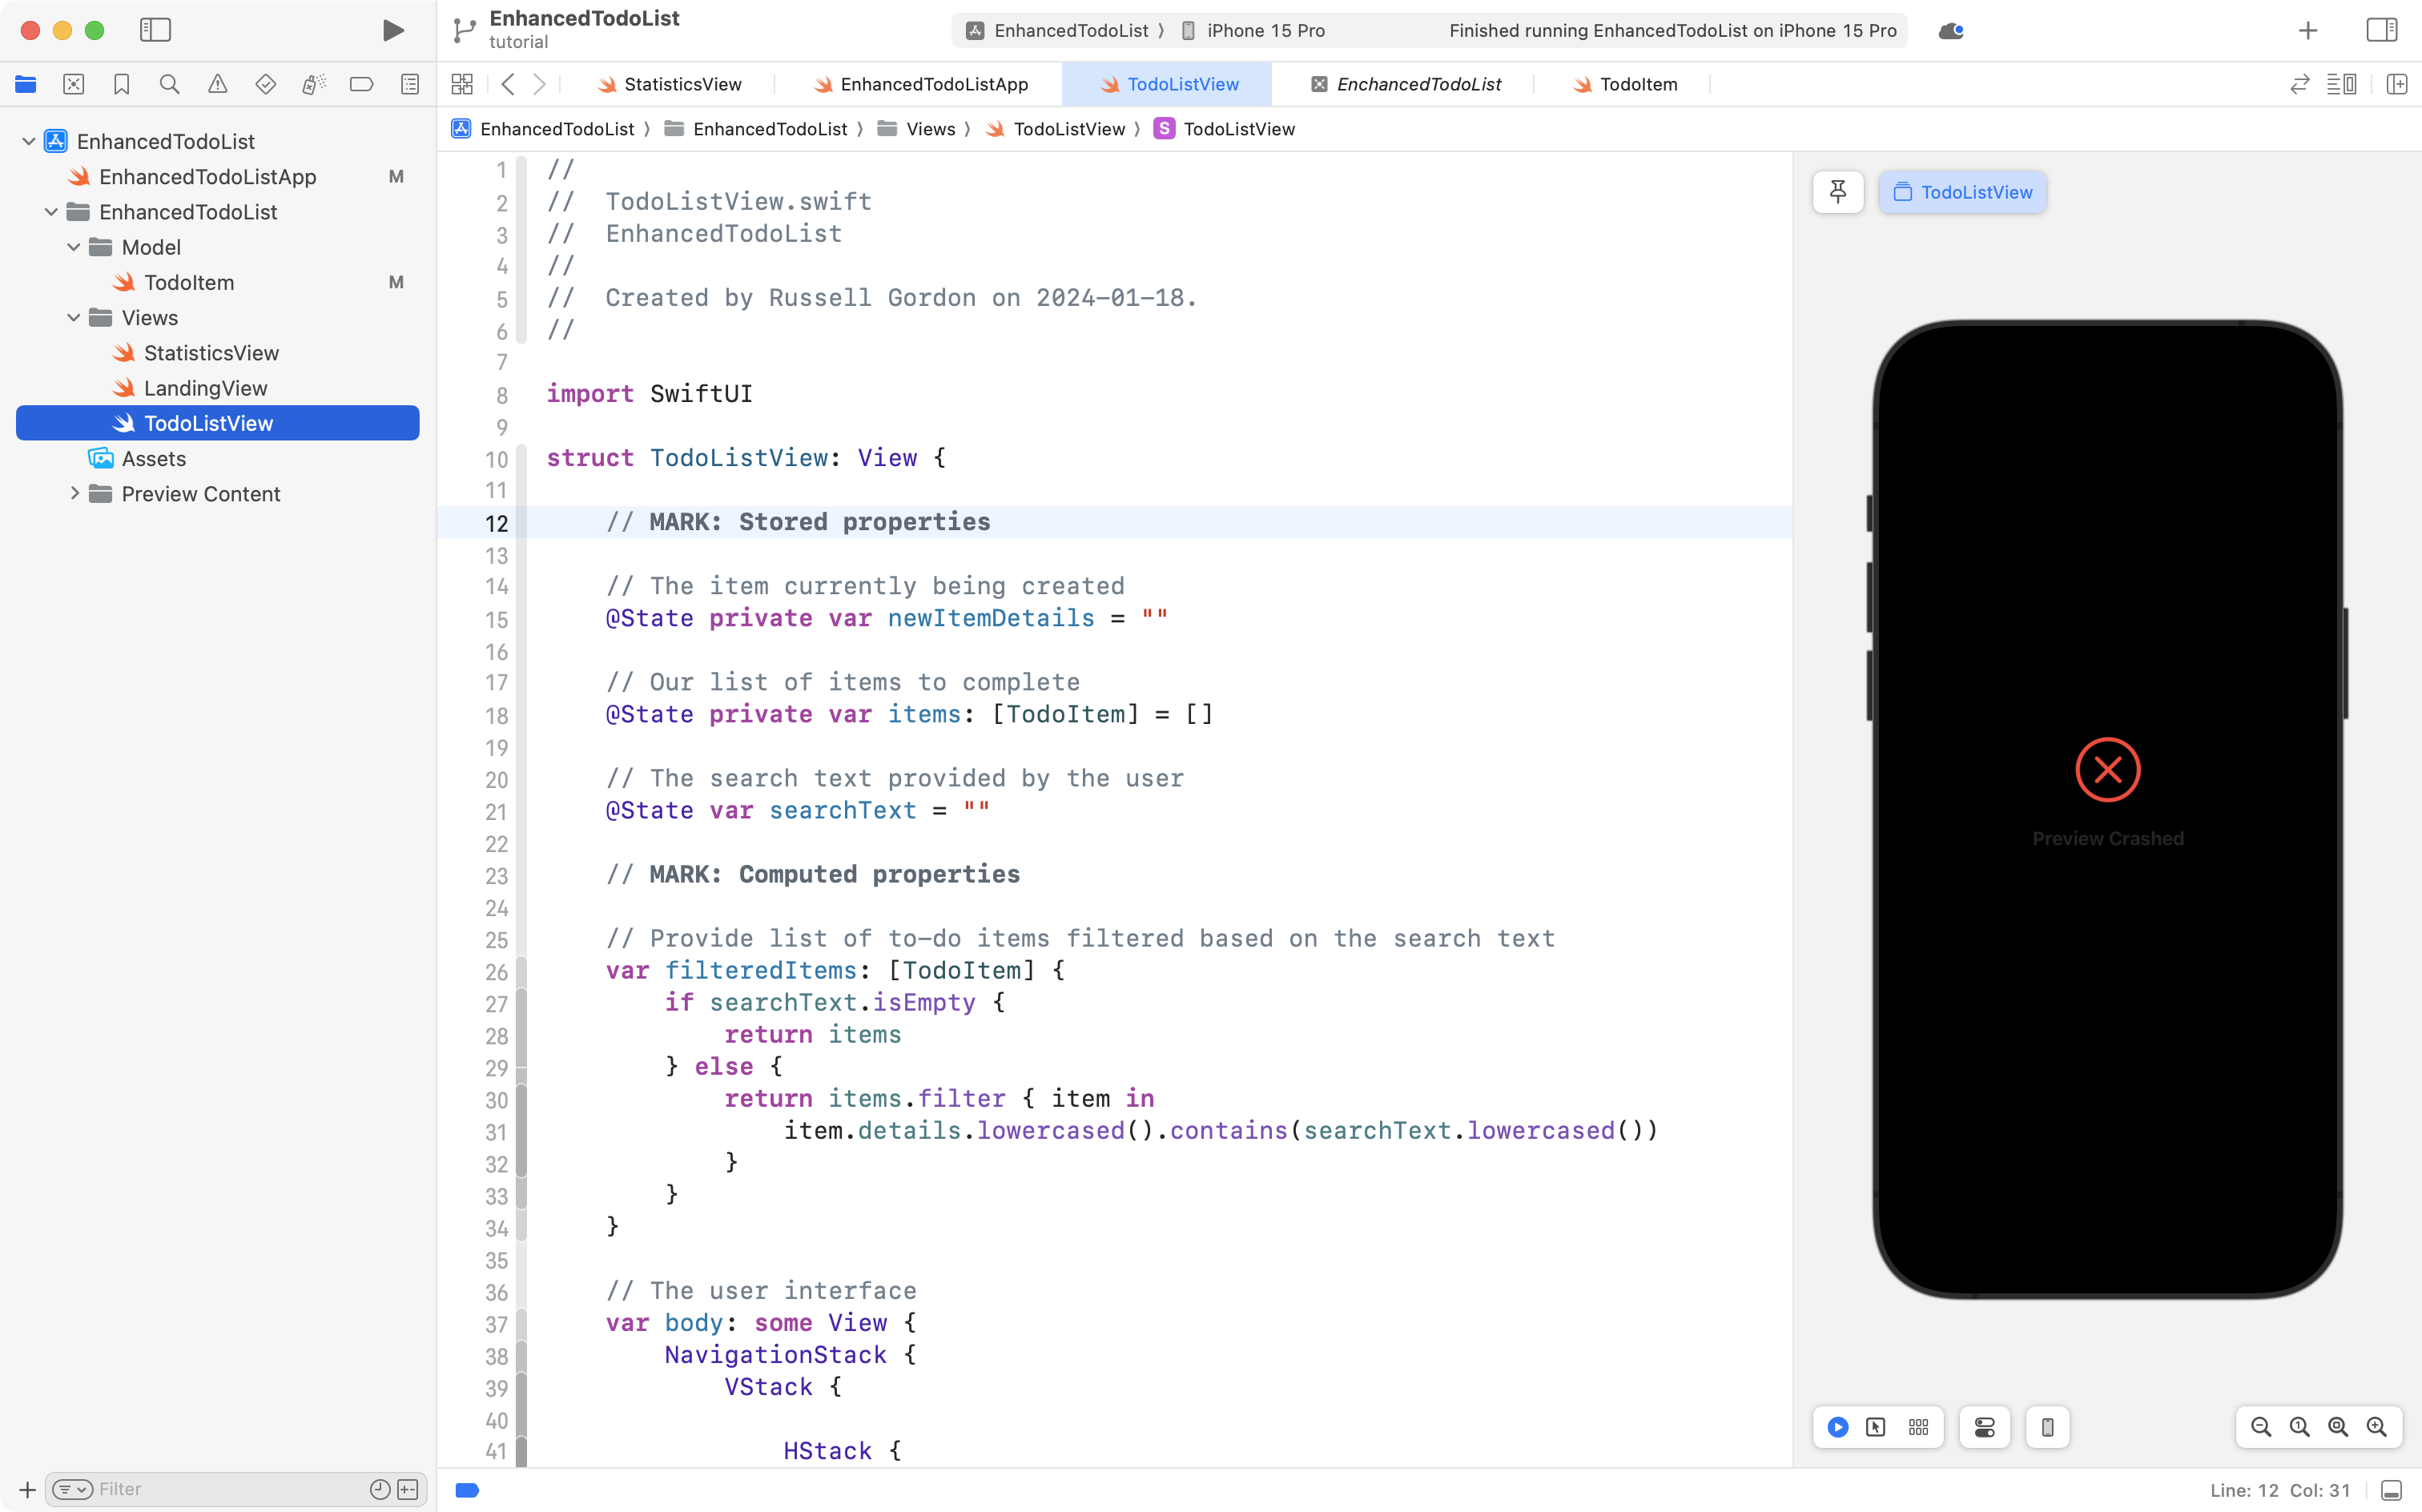 EnhancedTodoList
tutorial
EnhancedTodoList 〉 iPhone 15 Pro
Finished running EnhancedTodoList on iPhone 15 Pro
StatisticsView
EnhancedTodoListApp
TodoListView
EnchancedTodoList
TodoItem
EnhancedTodoList 〉 EnhancedTodoList 〉 Views 〉 TodoListView 〉 S TodoListView
EnhancedTodoList
EnhancedTodoListApp M
EnhancedTodoList
Model
TodoItem M
Views
StatisticsView
LandingView
TodoListView
Assets
Preview Content
Filter
1 //
2 //  TodoListView.swift
3 //  EnhancedTodoList
4 //
5 //  Created by Russell Gordon on 2024-01-18.
6 //
7
8 import SwiftUI
9
10 struct TodoListView: View {
11
12     // MARK: Stored properties
13
14     // The item currently being created
15     @State private var newItemDetails = ""
16
17     // Our list of items to complete
18     @State private var items: [TodoItem] = []
19
20     // The search text provided by the user
21     @State var searchText = ""
22
23     // MARK: Computed properties
24
25     // Provide list of to-do items filtered based on the search text
26     var filteredItems: [TodoItem] {
27         if searchText.isEmpty {
28             return items
29         } else {
30             return items.filter { item in
31                 item.details.lowercased().contains(searchText.lowercased())
32             }
33         }
34     }
35
36     // The user interface
37     var body: some View {
38         NavigationStack {
39             VStack {
40
41                 HStack {
TodoListView
Preview Crashed
Line: 12 Col: 31